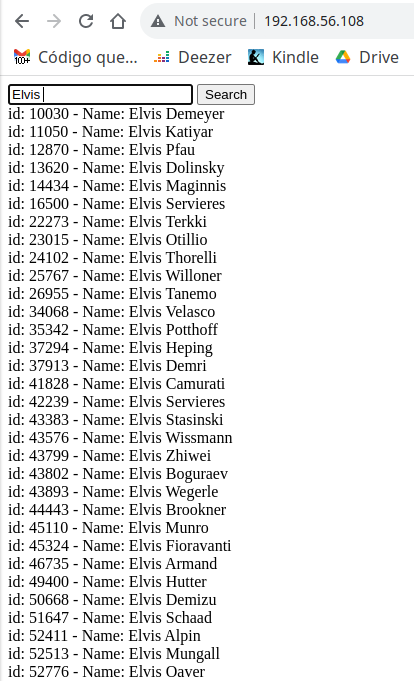 Not secure | 192.168.56.108
100+ Código que... Deezer Kindle Drive
Elvis Search
id: 10030 - Name: Elvis Demeyer
id: 11050 - Name: Elvis Katiyar
id: 12870 - Name: Elvis Pfau
id: 13620 - Name: Elvis Dolinsky
id: 14434 - Name: Elvis Maginnis
id: 16500 - Name: Elvis Servieres
id: 22273 - Name: Elvis Terkki
id: 23015 - Name: Elvis Otillio
id: 24102 - Name: Elvis Thorelli
id: 25767 - Name: Elvis Willoner
id: 26955 - Name: Elvis Tanemo
id: 34068 - Name: Elvis Velasco
id: 35342 - Name: Elvis Potthoff
id: 37294 - Name: Elvis Heping
id: 37913 - Name: Elvis Demri
id: 41828 - Name: Elvis Camurati
id: 42239 - Name: Elvis Servieres
id: 43383 - Name: Elvis Stasinski
id: 43576 - Name: Elvis Wissmann
id: 43799 - Name: Elvis Zhiwei
id: 43802 - Name: Elvis Boguraev
id: 43893 - Name: Elvis Wegerle
id: 44443 - Name: Elvis Brookner
id: 45110 - Name: Elvis Munro
id: 45324 - Name: Elvis Fioravanti
id: 46735 - Name: Elvis Armand
id: 49400 - Name: Elvis Hutter
id: 50668 - Name: Elvis Demizu
id: 51647 - Name: Elvis Schaad
id: 52411 - Name: Elvis Alpin
id: 52513 - Name: Elvis Mungall
id: 52776 - Name: Elvis Oaver